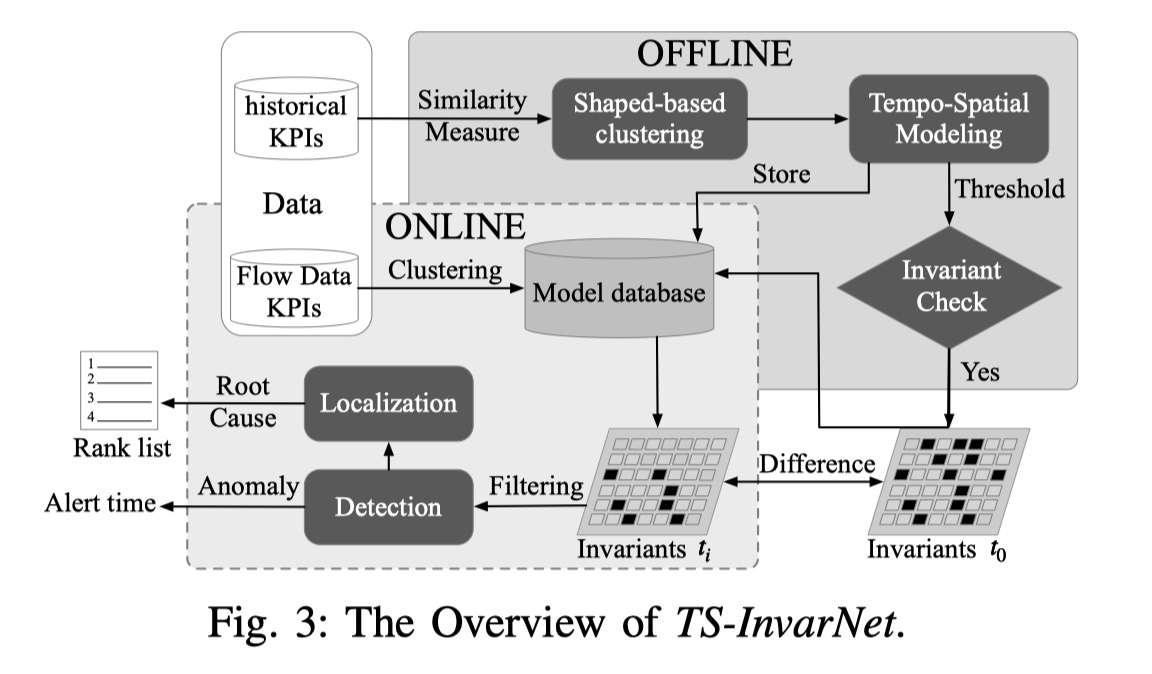 OFFLINE
historical
KPIs
Similarity
Measure
Shaped-based
clustering
Tempo-Spatial
Modeling
Store
Threshold
Data
ONLINE
Flow Data
KPIs
Clustering
Model database
Invariant
Check
Yes
1
2
3
4
Rank list
Root
Cause
Localization
Difference
Alert time
Anomaly
Detection
Filtering
Invariants ti
Invariants t0
Fig. 3: The Overview of TS-InvarNet.